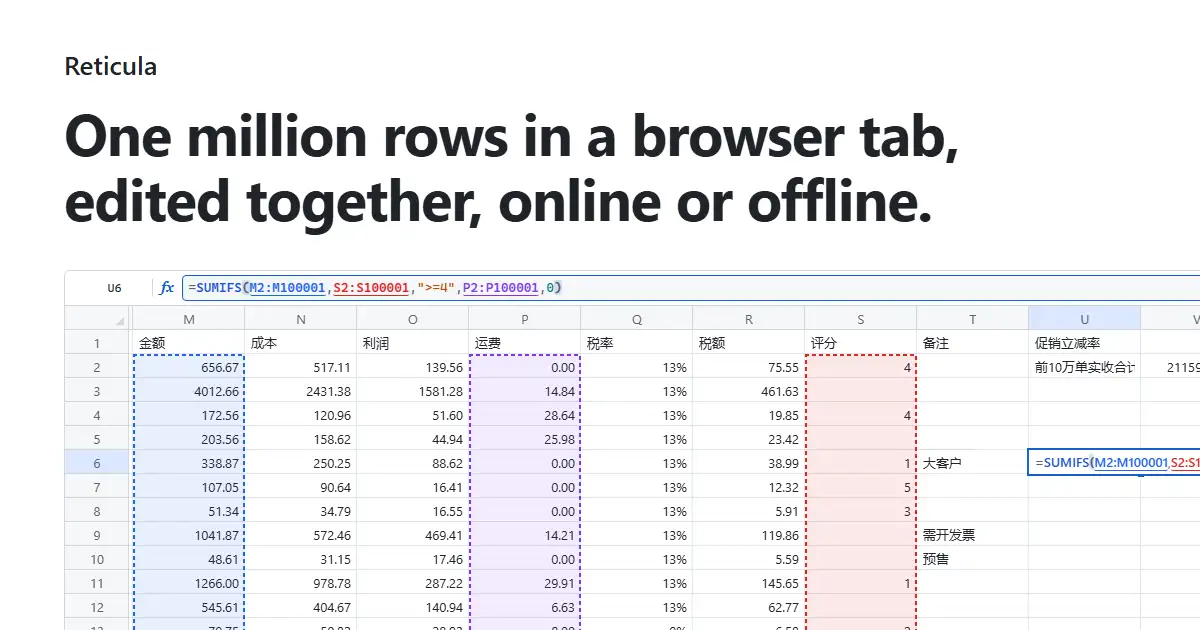 Reticula
One million rows in a browser tab,
edited together, online or offline.
U6 fx =SUMIFS(M2:M100001,S2:S100001,">=4",P2:P100001,0)
M N O P Q R S T U V
1 金额 成本 利润 运费 税率 税额 评分 备注 促销立减率
2 656.67 517.11 139.56 0.00 13% 75.55 4 前10万单实收合计 21159
3 4012.66 2431.38 1581.28 14.84 13% 461.63
4 172.56 120.96 51.60 28.64 13% 19.85 4
5 203.56 158.62 44.94 25.98 13% 23.42
6 338.87 250.25 88.62 0.00 13% 38.99 1 大客户 =SUMIFS(M2:M100001,S2:S1
7 107.05 90.64 16.41 0.00 13% 12.32 5
8 51.34 34.79 16.55 0.00 13% 5.91 3
9 1041.87 572.46 469.41 14.21 13% 119.86 需开发票
10 48.61 31.15 17.46 0.00 13% 5.59 预售
11 1266.00 978.78 287.22 29.91 13% 145.65 1
12 545.61 404.67 140.94 6.63 13% 62.77